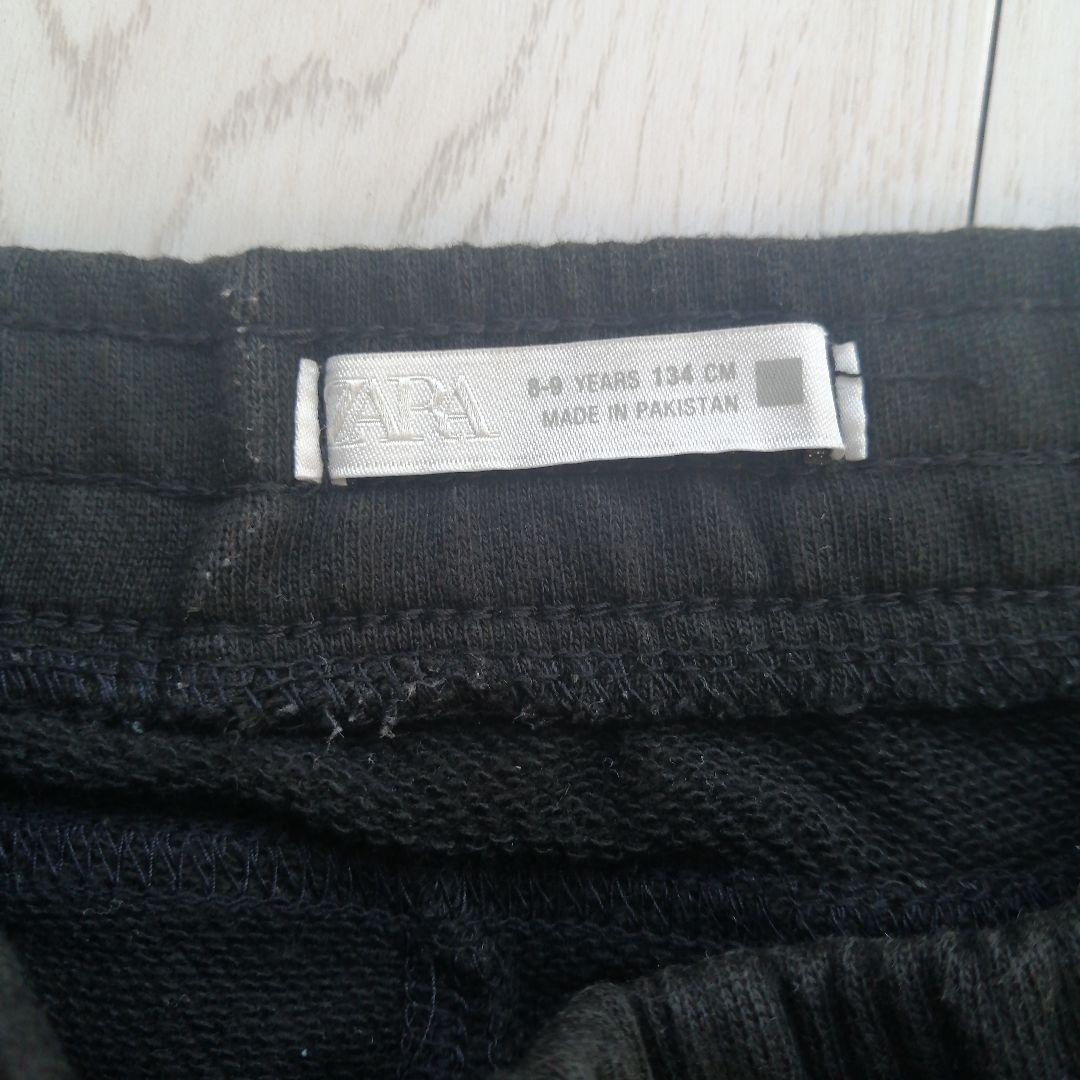 ZARA
8-9 YEARS 134 CM
MADE IN PAKISTAN